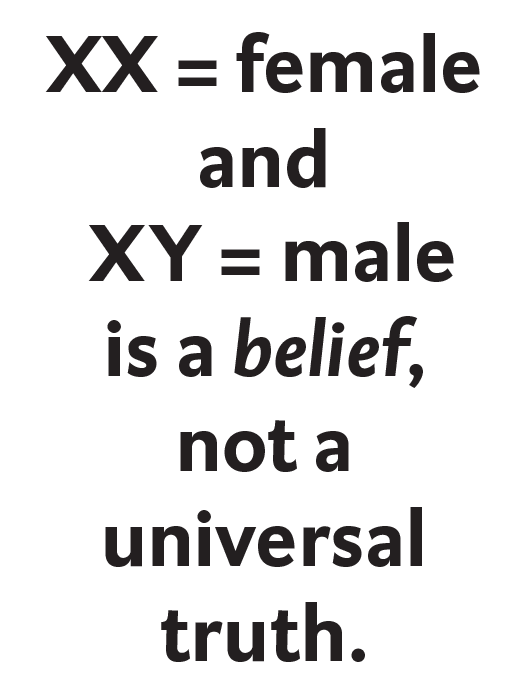 XX = female
and
XY = male
is a belief,
not a
universal
truth.